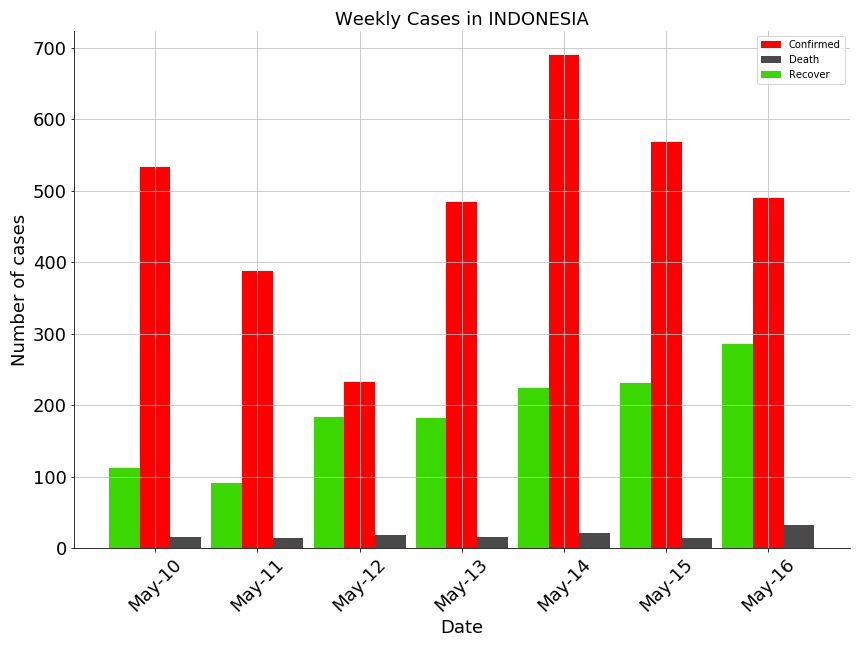 Weekly Cases in INDONESIA
Confirmed
Death
Recover
Number of cases
700
600
500
400
300
200
100
0
May-10
May-11
May-12
May-13
May-14
May-15
May-16
Date